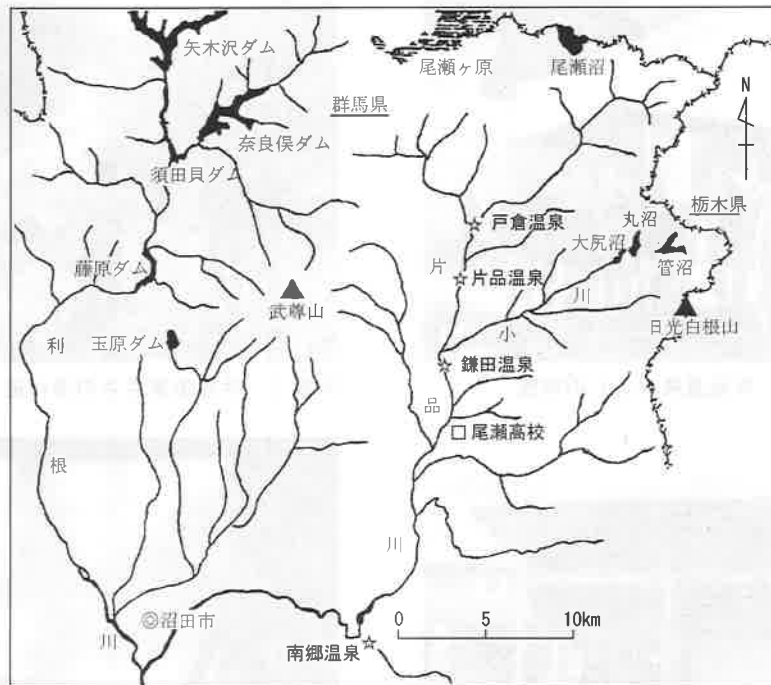 矢木沢ダム
尾瀬ヶ原
尾瀬沼
N
群馬県
奈良俣ダム
須田貝ダム
栃木県
戸倉温泉
丸沼
大尻沼
菅沼
藤原ダム
片品温泉
武尊山
日光白根山
玉原ダム
鎌田温泉
尾瀬高校
利根川
片品川
小川
沼田市
南郷温泉
0 5 10km